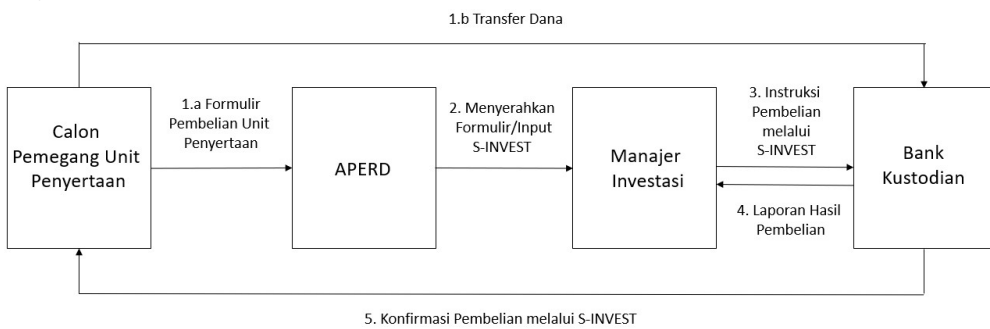 1.b Transfer Dana
1.a Formulir
Pembelian Unit
Penyertaan
2. Menyerahkan
Formulir/Input
S-INVEST
3. Instruksi
Pembelian
melalui
S-INVEST
Calon
Pemegang Unit
Penyertaan
APERD
Manajer
Investasi
Bank
Kustodian
4. Laporan Hasil
Pembelian
5. Konfirmasi Pembelian melalui S-INVEST